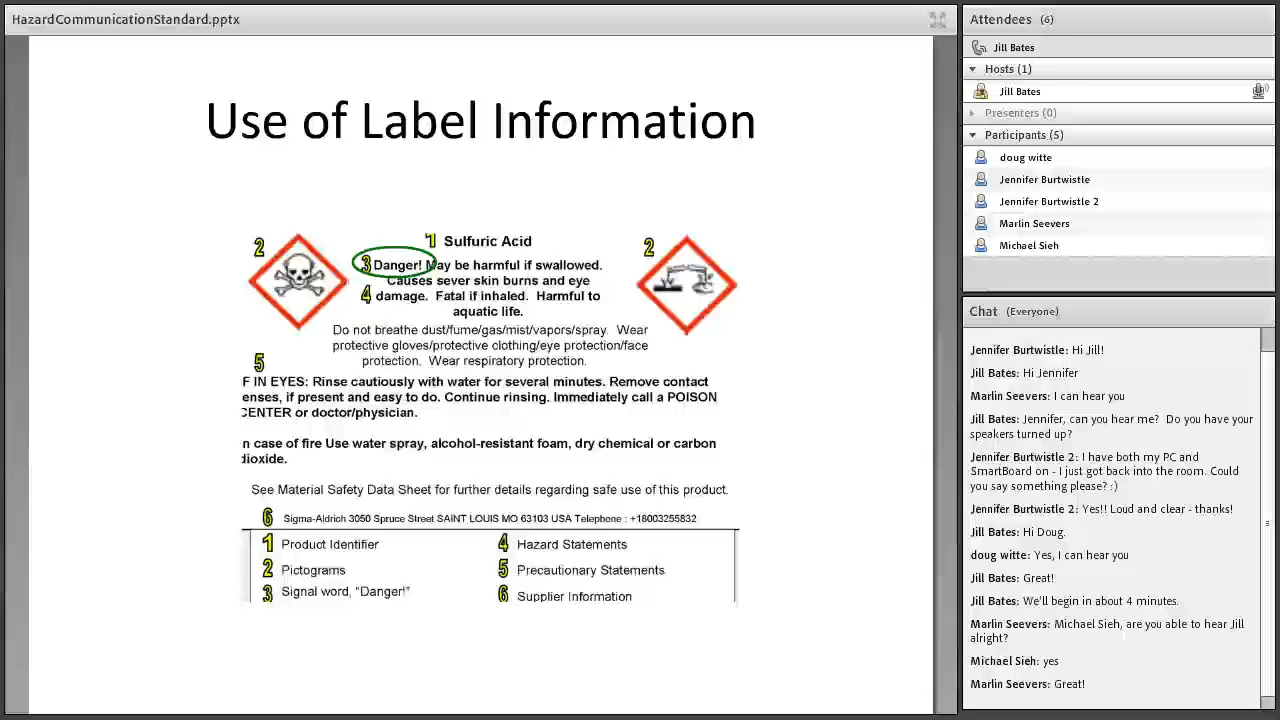 HazardCommunicationStandard.pptx
Use of Label Information
2
1 Sulfuric Acid
2
3 Danger! May be harmful if swallowed.
Causes sever skin burns and eye
4 damage. Fatal if inhaled. Harmful to
aquatic life.
Do not breathe dust/fume/gas/mist/vapors/spray. Wear
protective gloves/protective clothing/eye protection/face
protection. Wear respiratory protection.
5
F IN EYES: Rinse cautiously with water for several minutes. Remove contact
enses, if present and easy to do. Continue rinsing. Immediately call a POISON
CENTER or doctor/physician.
n case of fire Use water spray, alcohol-resistant foam, dry chemical or carbon
dioxide.
See Material Safety Data Sheet for further details regarding safe use of this product.
6 Sigma-Aldrich 3050 Spruce Street SAINT LOUIS MO 63103 USA Telephone : +18003255832
1 Product Identifier
2 Pictograms
3 Signal word, "Danger!"
4 Hazard Statements
5 Precautionary Statements
6 Supplier Information
Attendees (6)
Jill Bates
Hosts (1)
Jill Bates
Presenters (0)
Participants (5)
doug witte
Jennifer Burtwistle
Jennifer Burtwistle 2
Marlin Seevers
Michael Sieh
Chat (Everyone)
Jennifer Burtwistle: Hi Jill!
Jill Bates: Hi Jennifer
Marlin Seevers: I can hear you
Jill Bates: Jennifer, can you hear me? Do you have your
speakers turned up?
Jennifer Burtwistle 2: I have both my PC and
SmartBoard on - I just got back into the room. Could
you say something please? :)
Jennifer Burtwistle 2: Yes!! Loud and clear - thanks!
Jill Bates: Hi Doug.
doug witte: Yes, I can hear you
Jill Bates: Great!
Jill Bates: We'll begin in about 4 minutes.
Marlin Seevers: Michael Sieh, are you able to hear Jill
alright?
Michael Sieh: yes
Marlin Seevers: Great!